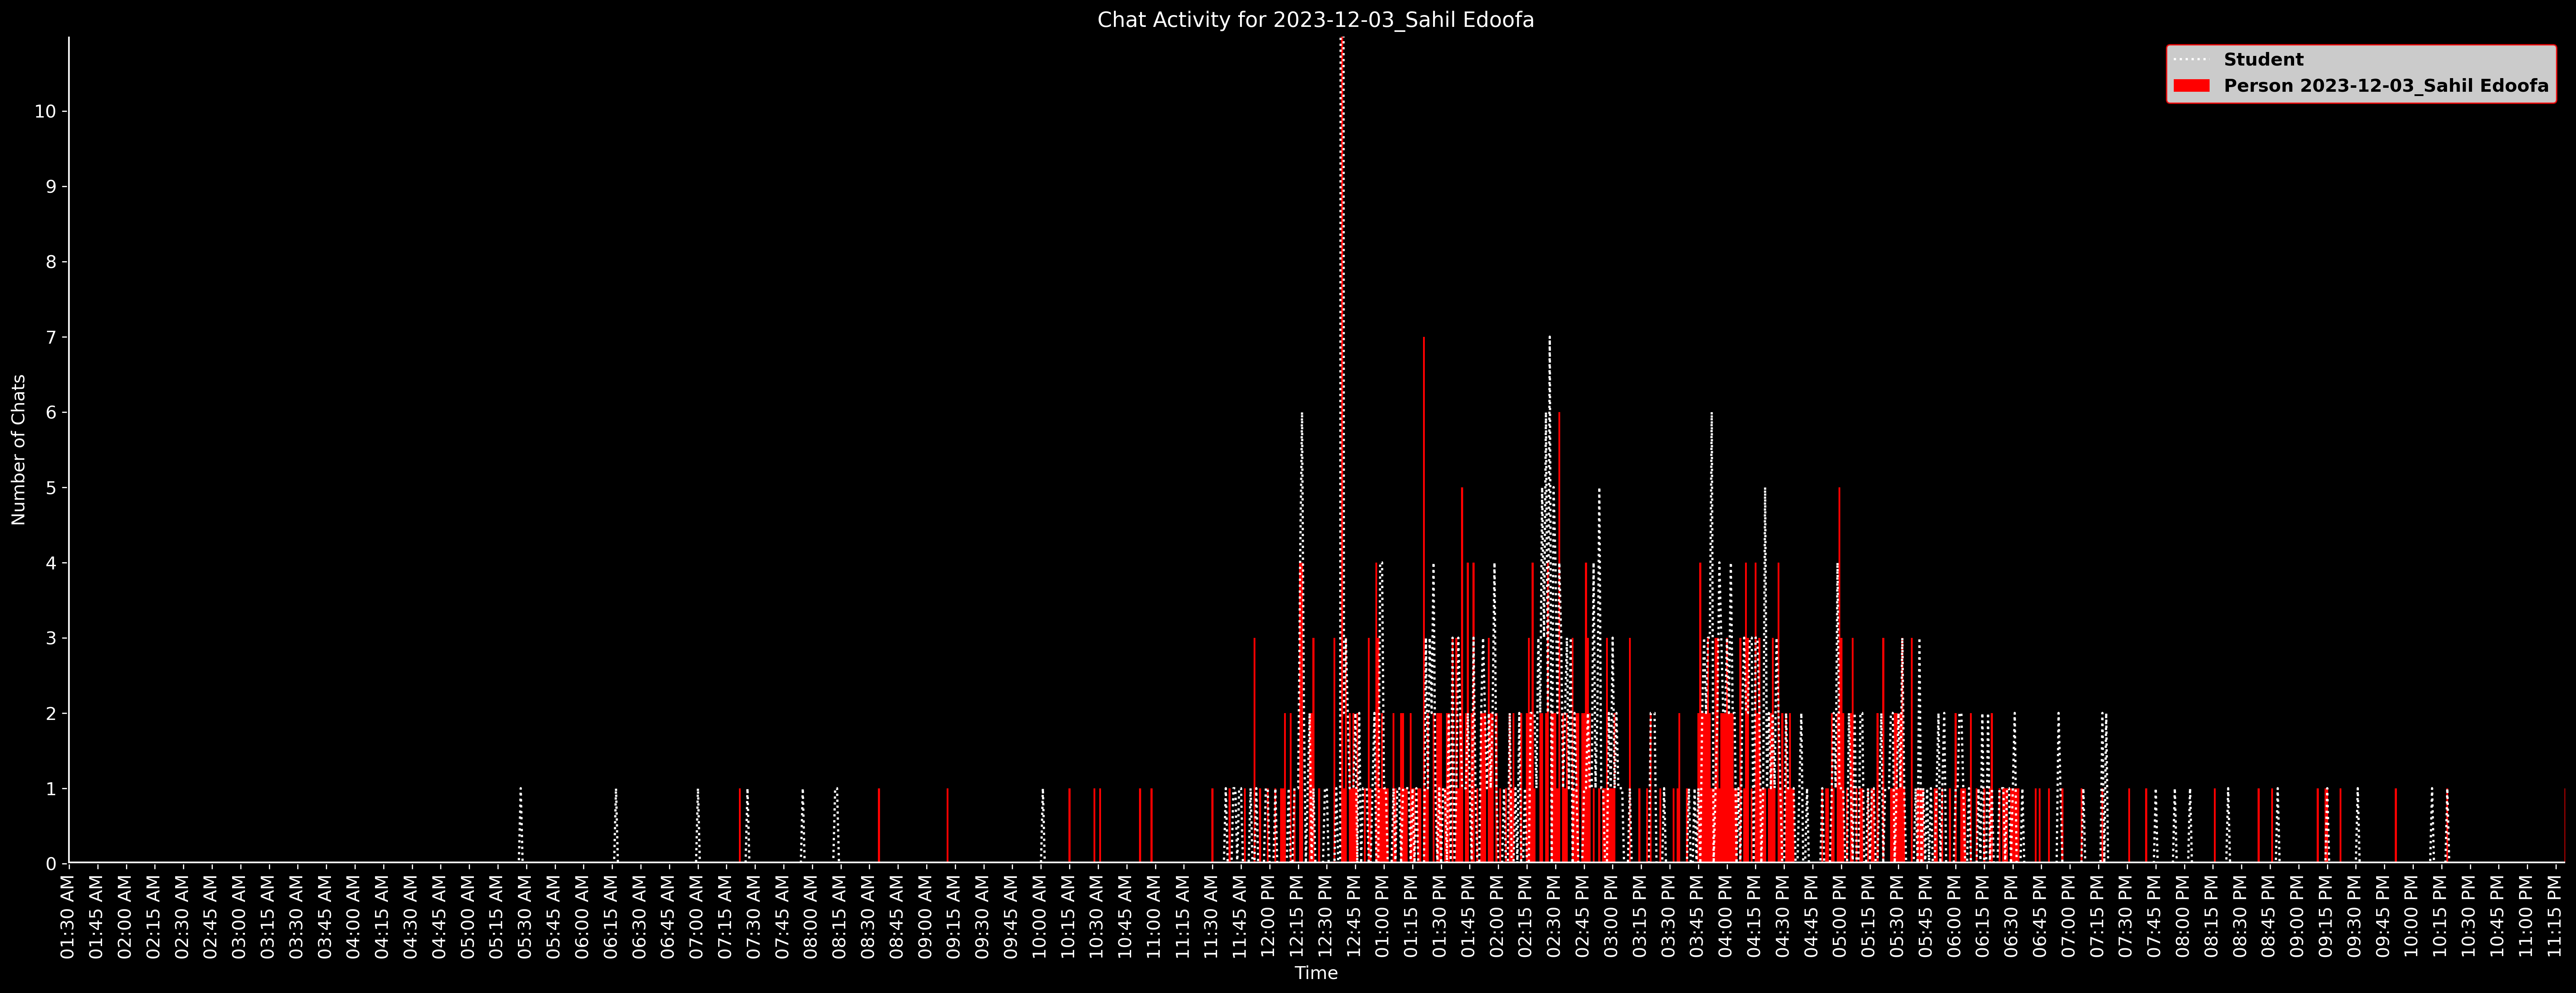 Chat Activity for 2023-12-03_Sahil Edoofa
Student
Person 2023-12-03_Sahil Edoofa
Number of Chats
10
9
8
7
6
5
4
3
2
1
0
01:30 AM
01:45 AM
02:00 AM
02:15 AM
02:30 AM
02:45 AM
03:00 AM
03:15 AM
03:30 AM
03:45 AM
04:00 AM
04:15 AM
04:30 AM
04:45 AM
05:00 AM
05:15 AM
05:30 AM
05:45 AM
06:00 AM
06:15 AM
06:30 AM
06:45 AM
07:00 AM
07:15 AM
07:30 AM
07:45 AM
08:00 AM
08:15 AM
08:30 AM
08:45 AM
09:00 AM
09:15 AM
09:30 AM
09:45 AM
10:00 AM
10:15 AM
10:30 AM
10:45 AM
11:00 AM
11:15 AM
11:30 AM
11:45 AM
12:00 PM
12:15 PM
12:30 PM
12:45 PM
01:00 PM
01:15 PM
01:30 PM
01:45 PM
02:00 PM
02:15 PM
02:30 PM
02:45 PM
03:00 PM
03:15 PM
03:30 PM
03:45 PM
04:00 PM
04:15 PM
04:30 PM
04:45 PM
05:00 PM
05:15 PM
05:30 PM
05:45 PM
06:00 PM
06:15 PM
06:30 PM
06:45 PM
07:00 PM
07:15 PM
07:30 PM
07:45 PM
08:00 PM
08:15 PM
08:30 PM
08:45 PM
09:00 PM
09:15 PM
09:30 PM
09:45 PM
10:00 PM
10:15 PM
10:30 PM
10:45 PM
11:00 PM
11:15 PM
Time